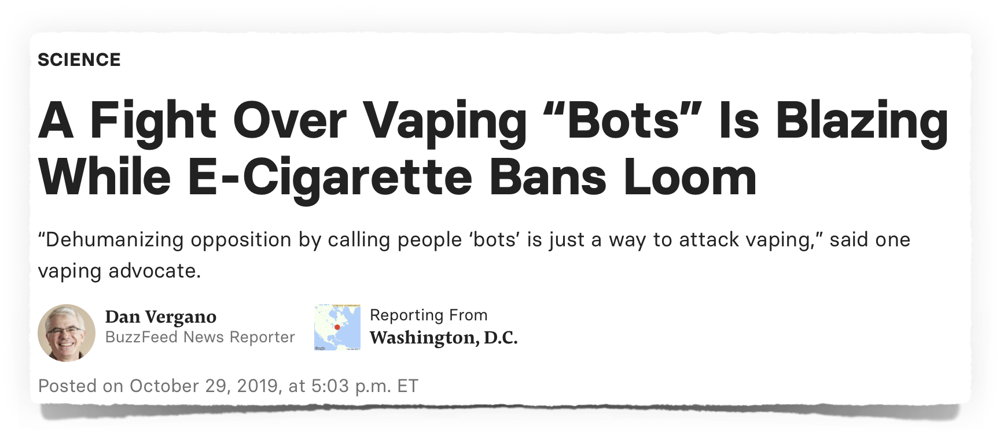 SCIENCE
A Fight Over Vaping “Bots” Is Blazing
While E-Cigarette Bans Loom
“Dehumanizing opposition by calling people ‘bots’ is just a way to attack vaping,” said one
vaping advocate.
Dan Vergano
BuzzFeed News Reporter
Reporting From
Washington, D.C.
Posted on October 29, 2019, at 5:03 p.m. ET